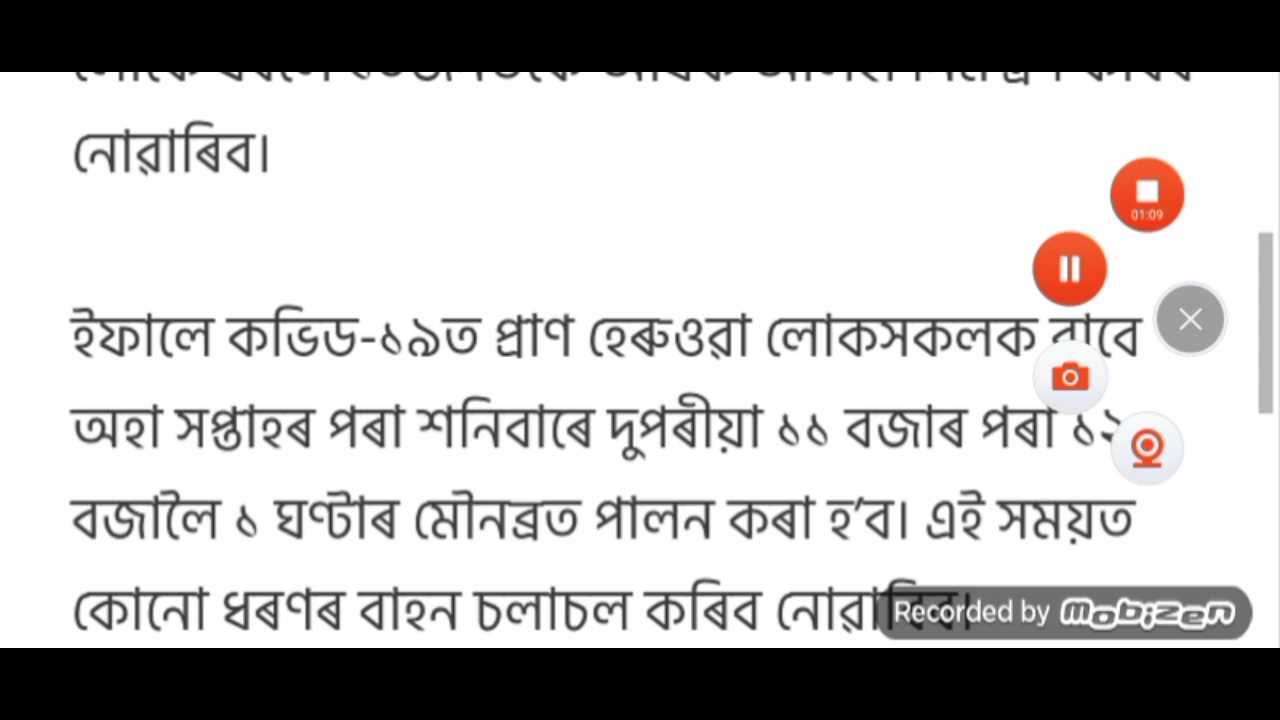 নোৱাৰিব।
01:09
ইফালে কভিড-১৯ত প্ৰাণ হেৰুওৱা লোকসকলক বাবে
অহা সপ্তাহৰ পৰা শনিবাৰে দুপৰীয়া ১১ বজাৰ পৰা ১২
বজালৈ ১ ঘণ্টাৰ মৌনব্ৰত পালন কৰা হ’ব। এই সময়ত
কোনো ধৰণৰ বাহন চলাচল কৰিব নোৱাৰিব।
Recorded by mobizen